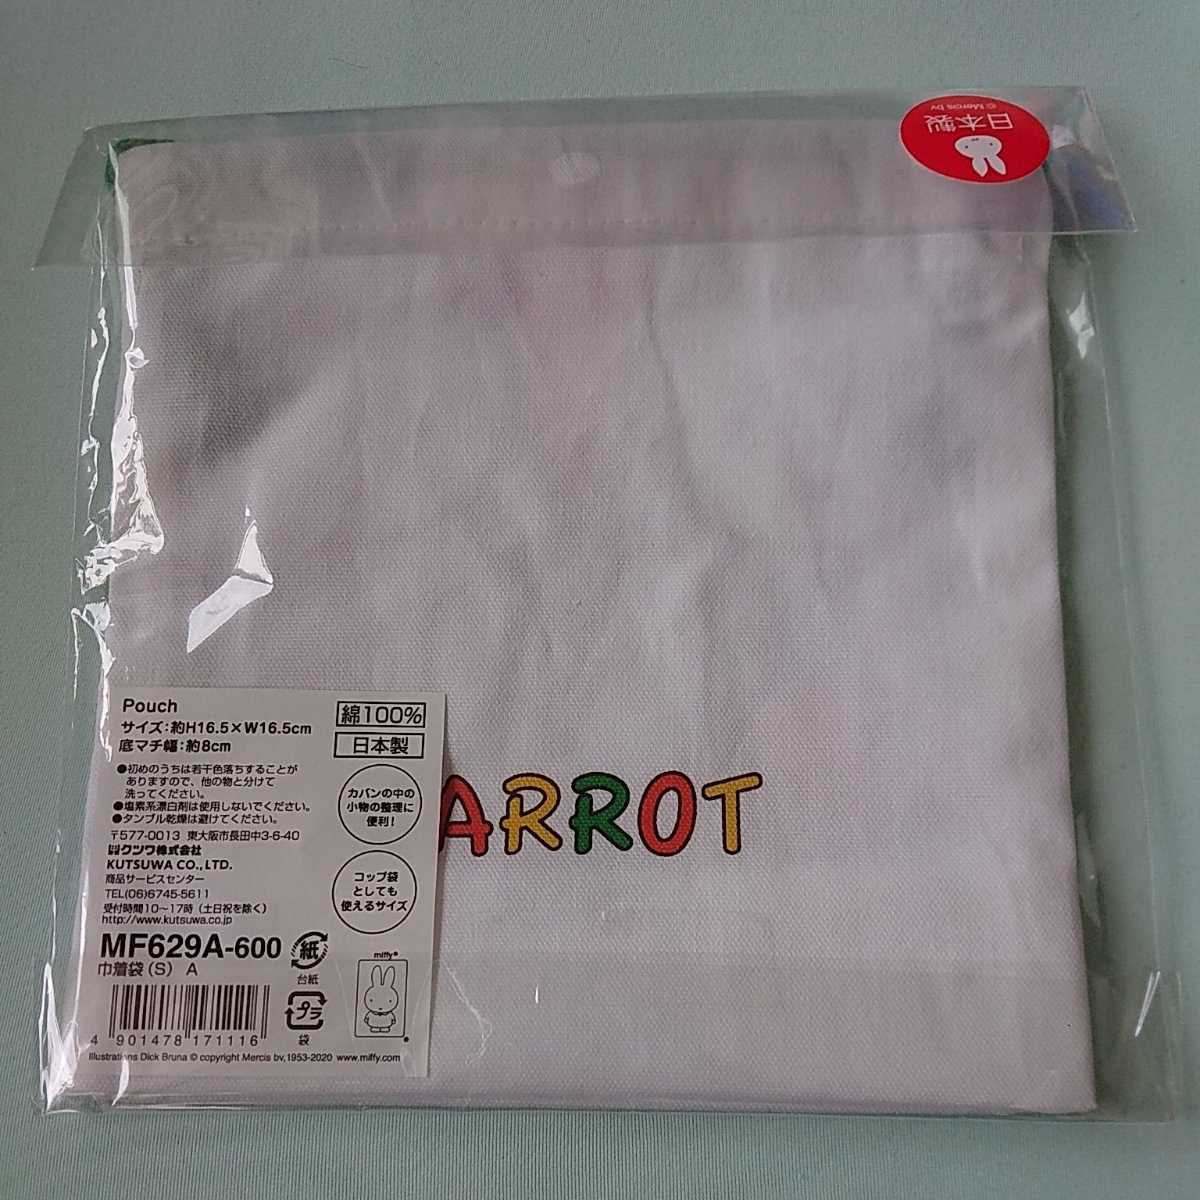 日本製
© Mercis bv
Pouch
サイズ:約H16.5×W16.5cm
底マチ幅:約8cm
綿100%
日本製
●初めのうちは若干色落ちすることが
ありますので、他の物と分けて
洗ってください。
●塩素系漂白剤は使用しないでください。
●タンブル乾燥は避けてください。
〒577-0013 東大阪市長田中3-6-40
クツワ株式会社
KUTSUWA CO.,LTD.
商品サービスセンター
TEL(06)6745-5611
受付時間10〜17時(土日祝を除く)
http://www.kutsuwa.co.jp
カバンの中の
小物の整理に
便利!
コップ袋
としても
使えるサイズ
MF629A-600
巾着袋(S) A
紙
台紙
プラ
袋
miffy®
4 901478 171116
Illustrations Dick Bruna © copyright Mercis bv,1953-2020 www.miffy.com
ARROT